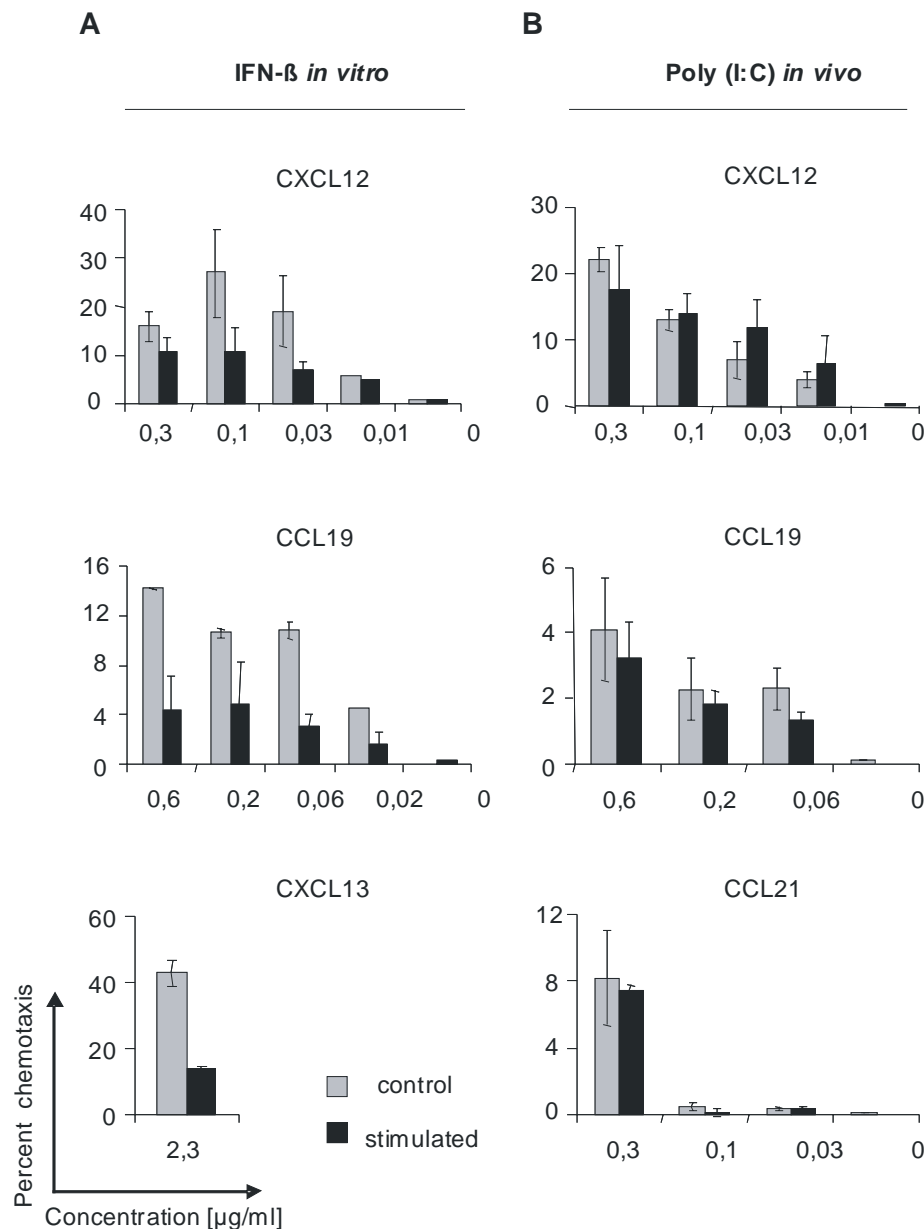 A
IFN-ß in vitro
CXCL12
40
30
20
10
0
0,3 0,1 0,03 0,01 0
CCL19
16
12
8
4
0
0,6 0,2 0,06 0,02 0
CXCL13
60
40
20
0
2,3
Percent chemotaxis
Concentration [µg/ml]
control
stimulated
B
Poly (I:C) in vivo
CXCL12
30
20
10
0
0,3 0,1 0,03 0,01 0
CCL19
6
4
2
0
0,6 0,2 0,06 0
CCL21
12
8
4
0
0,3 0,1 0,03 0